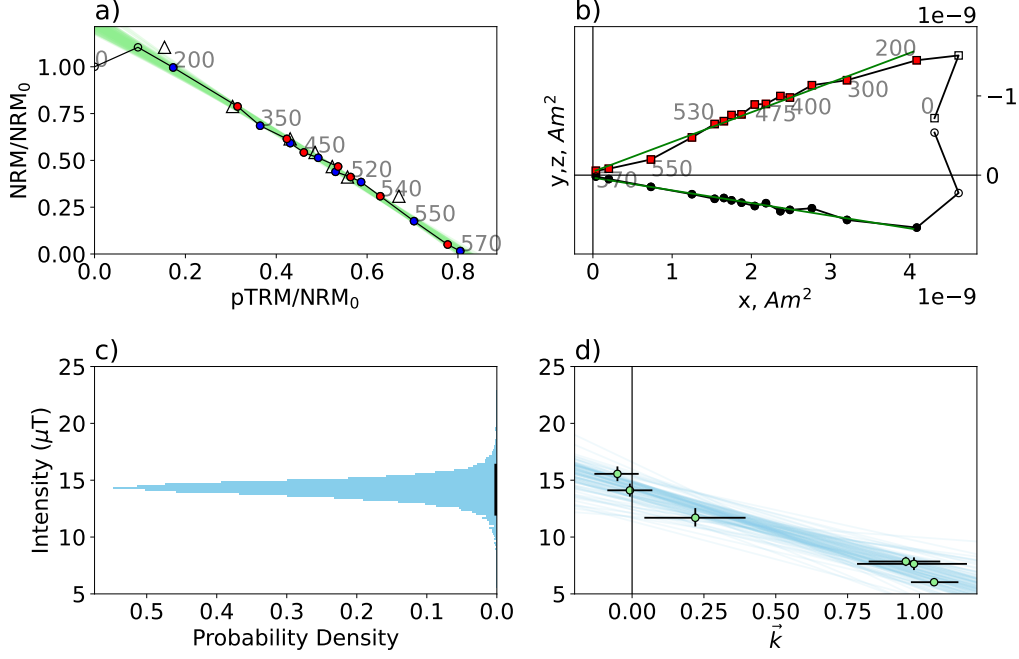 a)
NRM/NRM₀
1.00
0.75
0.50
0.25
0.00
0
200
350
450
520
540
550
570
0.0 0.2 0.4 0.6 0.8
pTRM/NRM₀
b)
1e−9
y,z, Am²
−1
0
200
300
0
400
475
530
550
570
0 1 2 3 4
1e−9
x, Am²
c)
Intensity (μT)
25
20
15
10
5
0.5 0.4 0.3 0.2 0.1 0.0
Probability Density
d)
25
20
15
10
5
0.00 0.25 0.50 0.75 1.00
k⃗